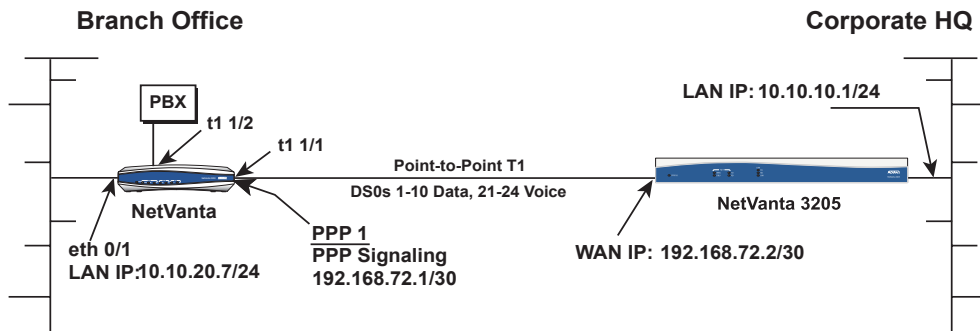 Branch Office
Corporate HQ
PBX
t1 1/2
t1 1/1
LAN IP: 10.10.10.1/24
Point-to-Point T1
DS0s 1-10 Data, 21-24 Voice
NetVanta
NetVanta 3205
eth 0/1
LAN IP:10.10.20.7/24
PPP 1
PPP Signaling
192.168.72.1/30
WAN IP: 192.168.72.2/30